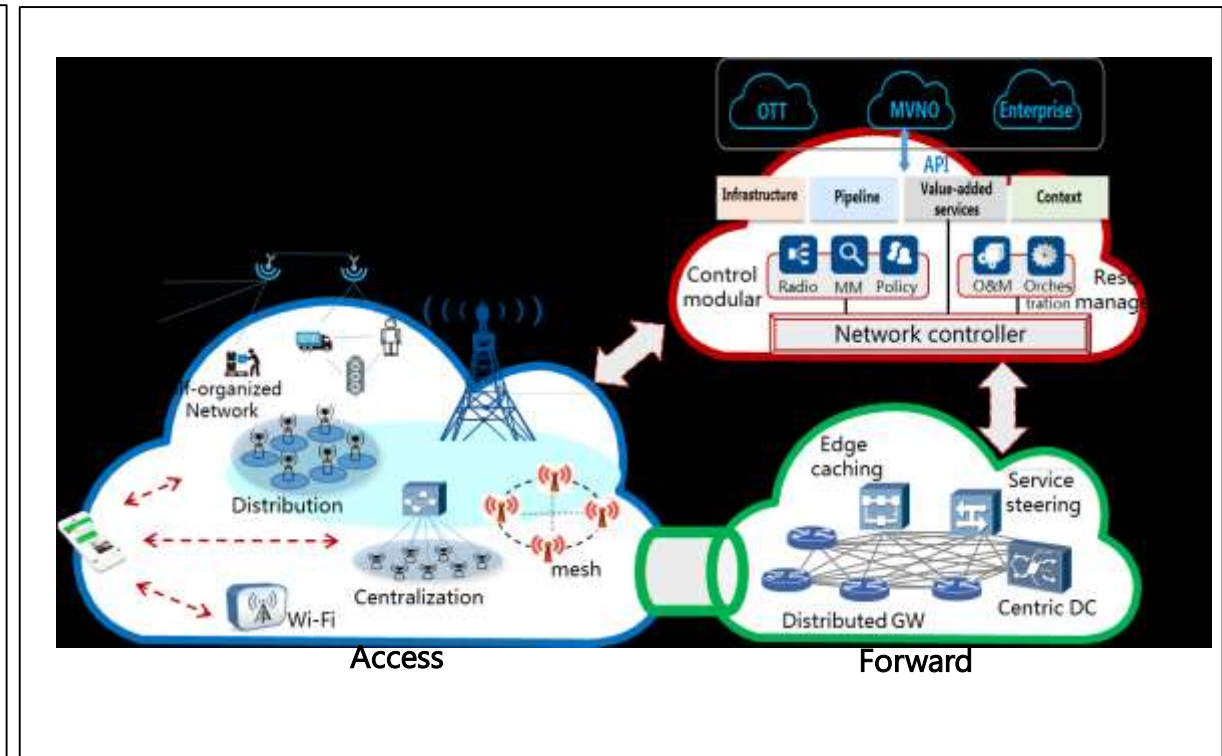 OTT MVNO Enterprise
API
Infrastructure Pipeline Value-added Context
services
Control
modular
Radio MM Policy O&M Orches
tration
manage
Network controller
f-organized
Network
Distribution
Centralization
mesh
Wi-Fi
Edge
caching
Service
steering
Distributed GW
Centric DC
Access
Forward